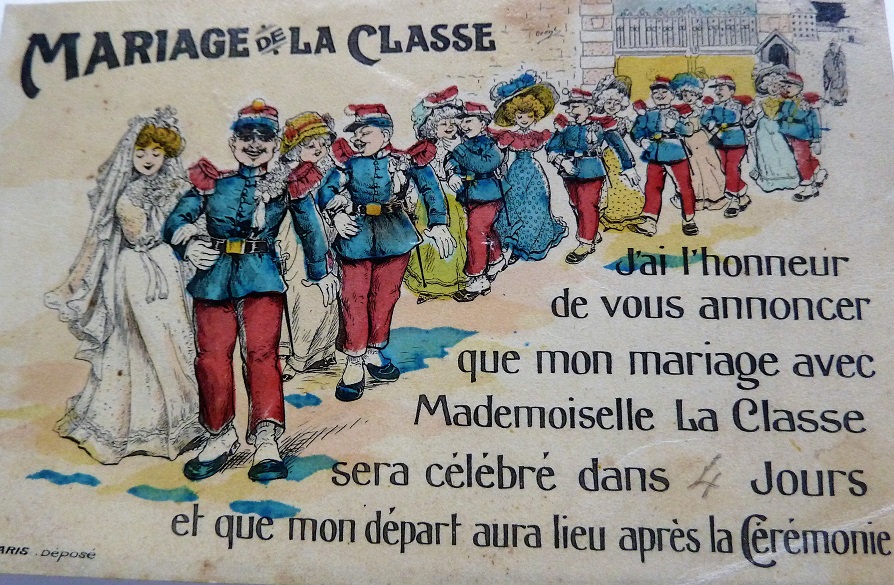 MARIAGE DE LA CLASSE
J'ai l'honneur
de vous annoncer
que mon mariage avec
Mademoiselle La Classe
sera célébré dans 4 Jours
et que mon départ aura lieu après la Cérémonie
ARIS . Déposé